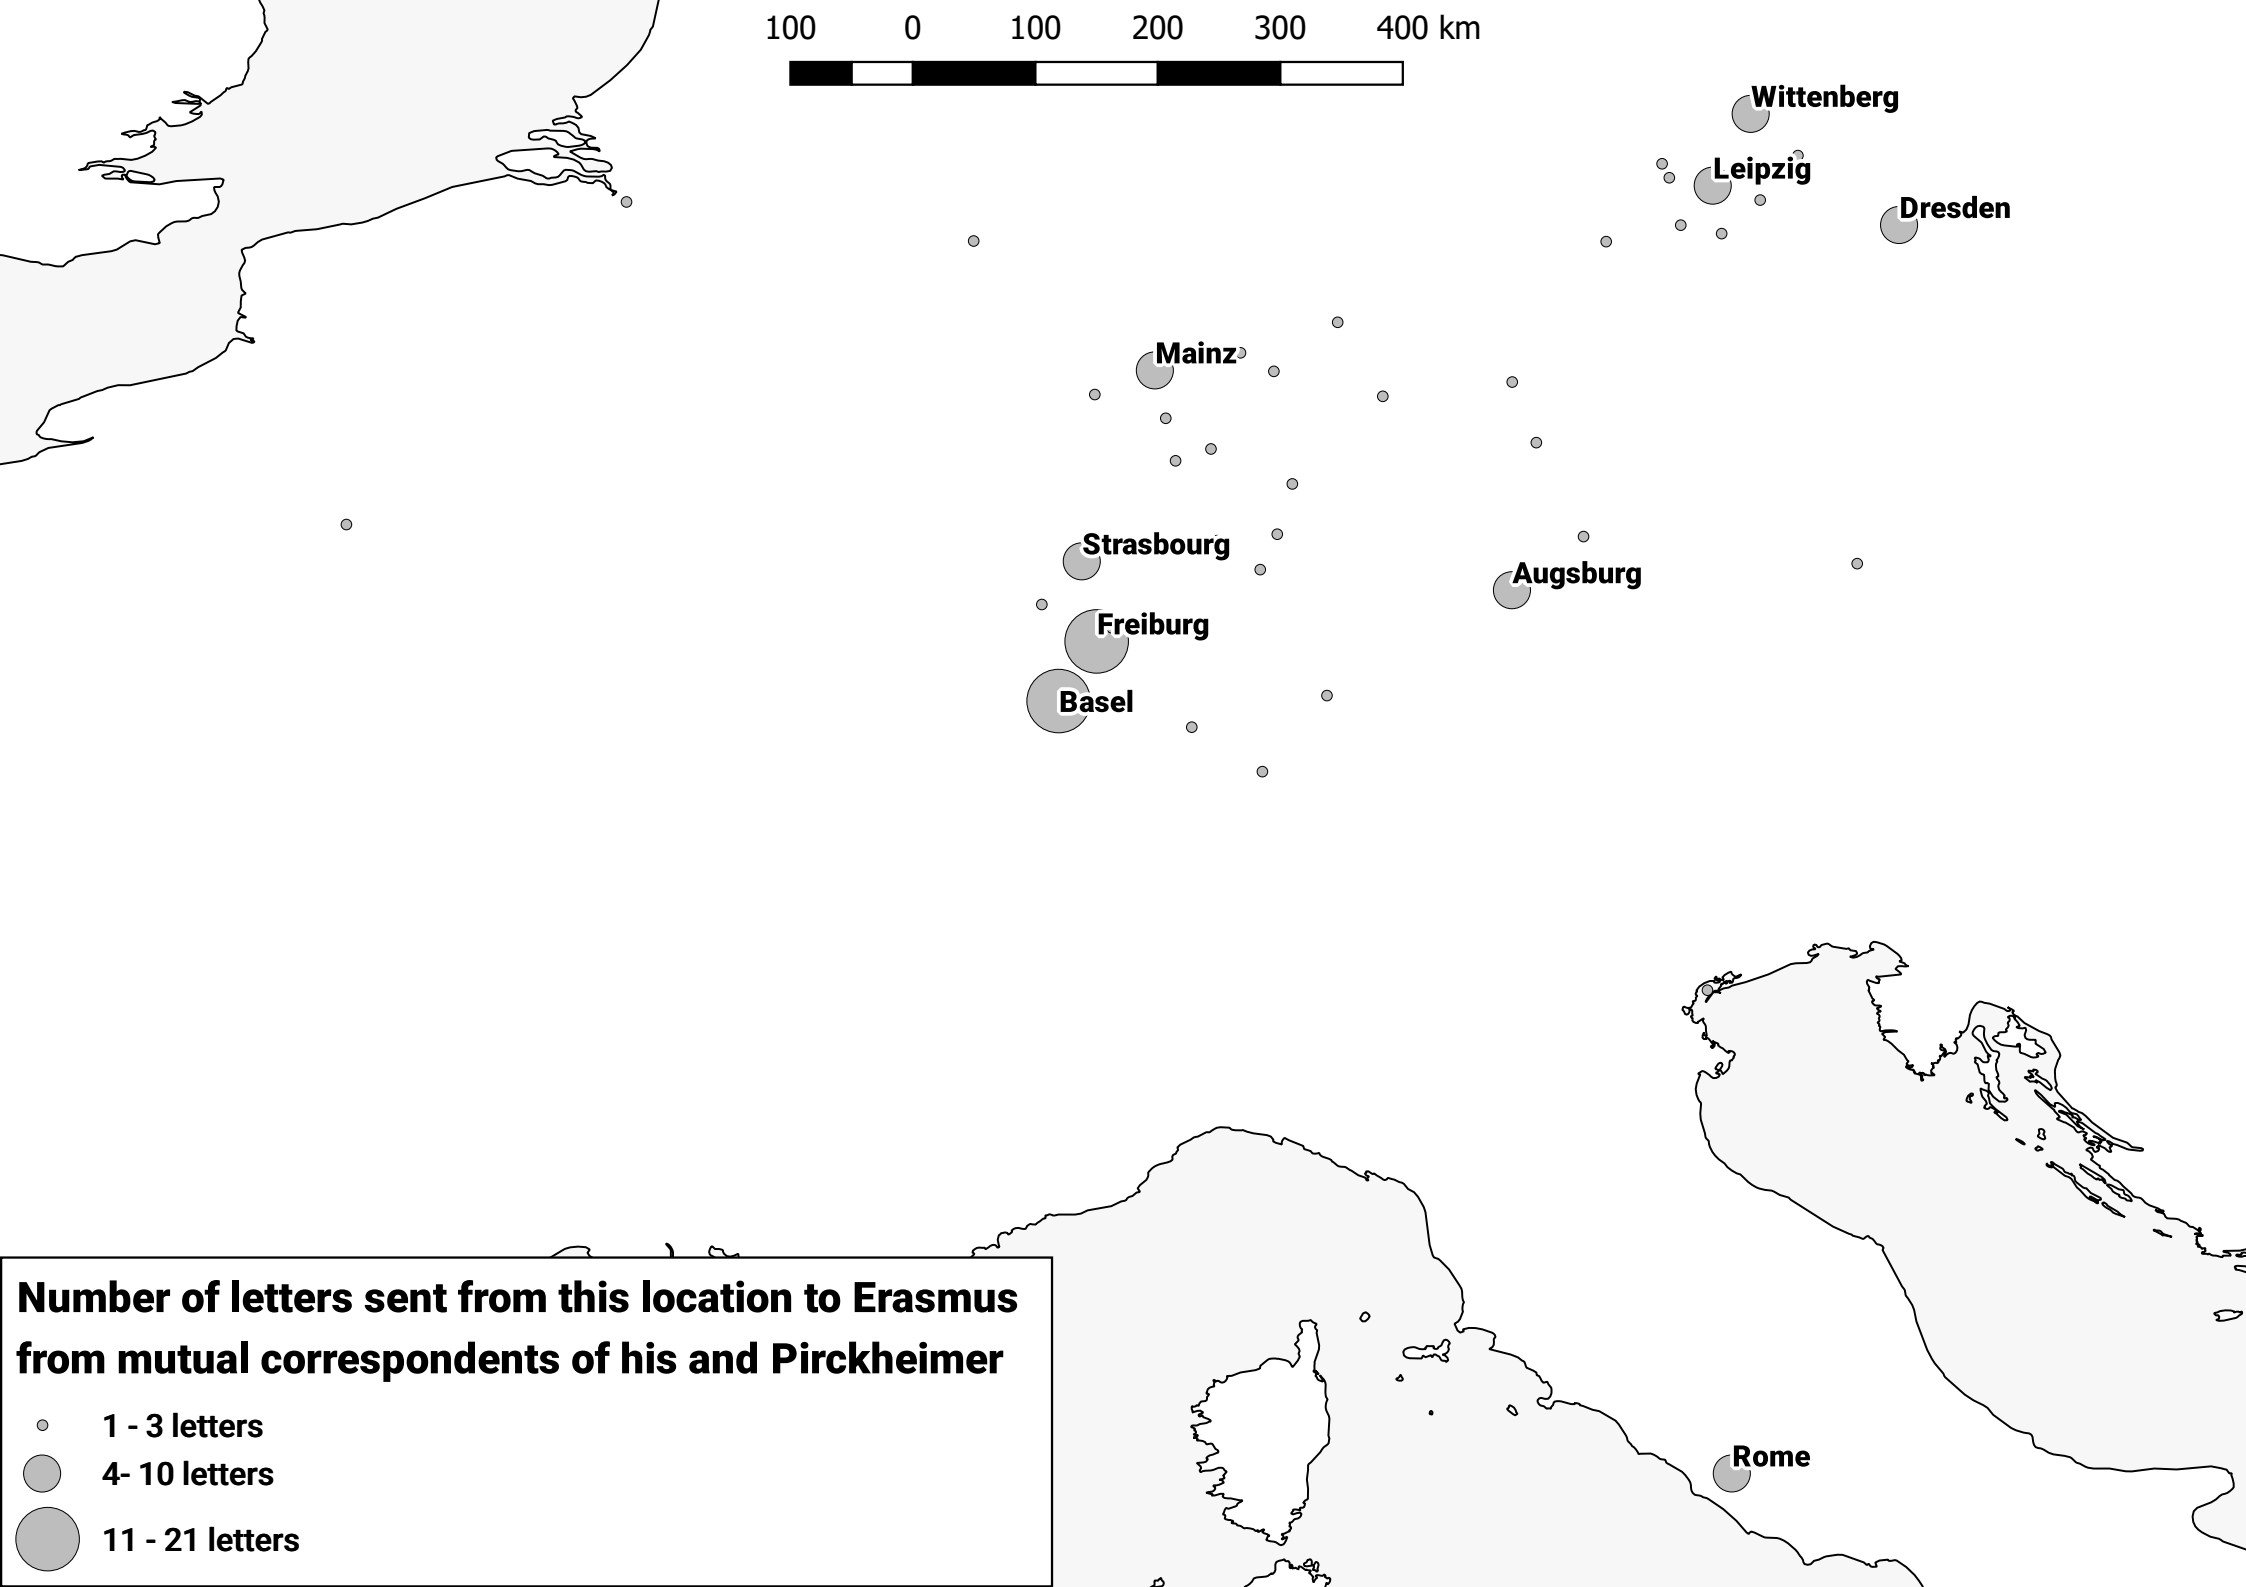 100 0 100 200 300 400 km
Wittenberg
Leipzig
Dresden
Mainz
Strasbourg
Augsburg
Freiburg
Basel
Number of letters sent from this location to Erasmus
from mutual correspondents of his and Pirckheimer
1 - 3 letters
4- 10 letters
11 - 21 letters
Rome